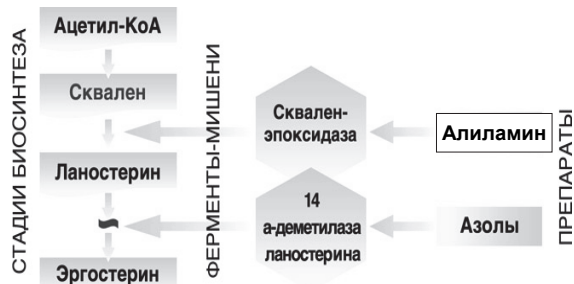 СТАДИИ БИОСИНТЕЗА
Ацетил-КоА
Сквален
Ланостерин
Эргостерин
ФЕРМЕНТЫ-МИШЕНИ
Сквален-
эпоксидаза
14
а-деметилаза
ланостерина
Алиламин
Азолы
ПРЕПАРАТЫ